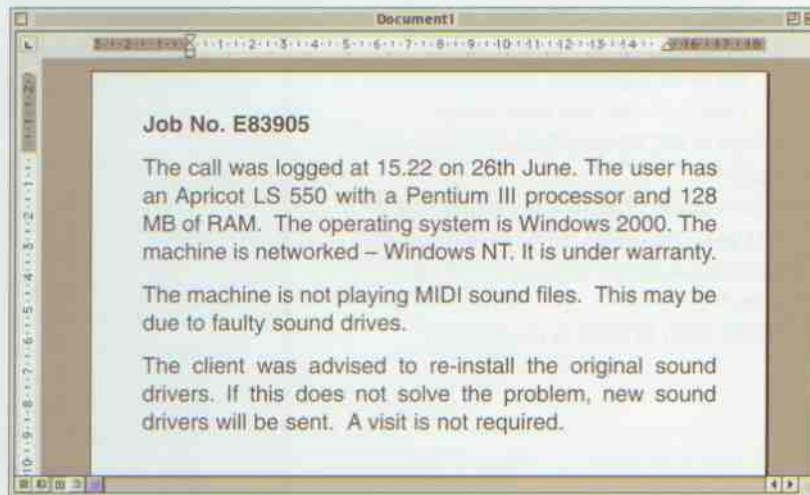 Document1
Job No. E83905
The call was logged at 15.22 on 26th June. The user has
an Apricot LS 550 with a Pentium III processor and 128
MB of RAM.  The operating system is Windows 2000. The
machine is networked – Windows NT. It is under warranty.
The machine is not playing MIDI sound files.  This may be
due to faulty sound drives.
The client was advised to re-install the original sound
drivers. If this does not solve the problem, new sound
drivers will be sent.  A visit is not required.